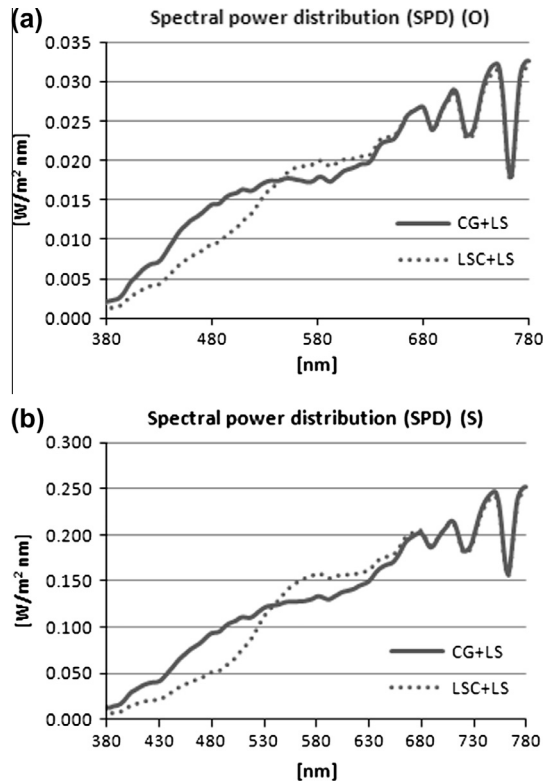 (a)
Spectral power distribution (SPD) (O)
0.040
0.035
0.030
0.025
0.020
0.015
0.010
0.005
0.000
[W/m² nm]
CG+LS
LSC+LS
380
480
580
680
780
[nm]
(b)
Spectral power distribution (SPD) (S)
0.300
0.250
0.200
0.150
0.100
0.050
0.000
[W/m² nm]
CG+LS
LSC+LS
380
430
480
530
580
630
680
730
780
[nm]